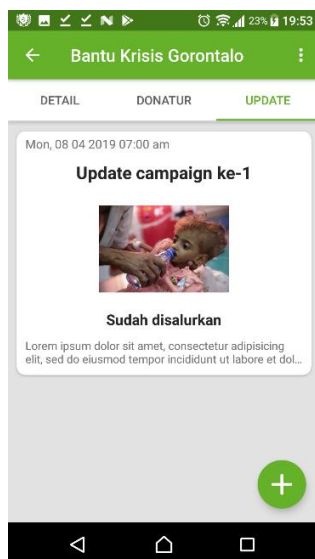 23% 19:53
Bantu Krisis Gorontalo
DETAIL DONATUR UPDATE
Mon, 08 04 2019 07:00 am
Update campaign ke-1
Sudah disalurkan
Lorem ipsum dolor sit amet, consectetur adipisicing
elit, sed do eiusmod tempor incididunt ut labore et dol...